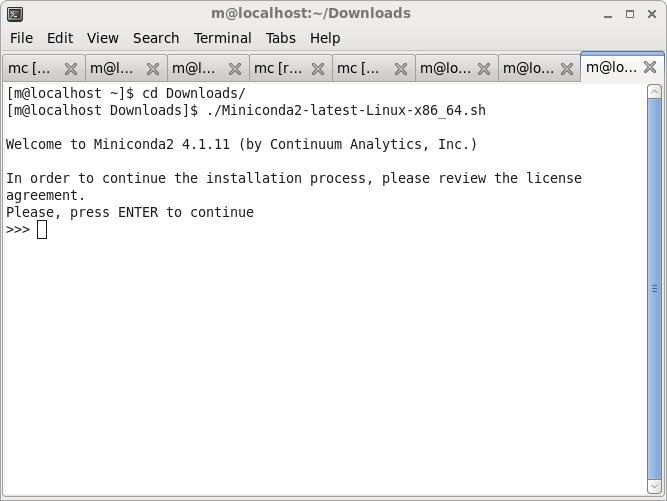 m@localhost:~/Downloads
File Edit View Search Terminal Tabs Help
mc [... m@l... m@l... mc [r... mc [... m@lo... m@lo... m@lo...
[m@localhost ~]$ cd Downloads/
[m@localhost Downloads]$ ./Miniconda2-latest-Linux-x86_64.sh
Welcome to Miniconda2 4.1.11 (by Continuum Analytics, Inc.)
In order to continue the installation process, please review the license
agreement.
Please, press ENTER to continue
>>>